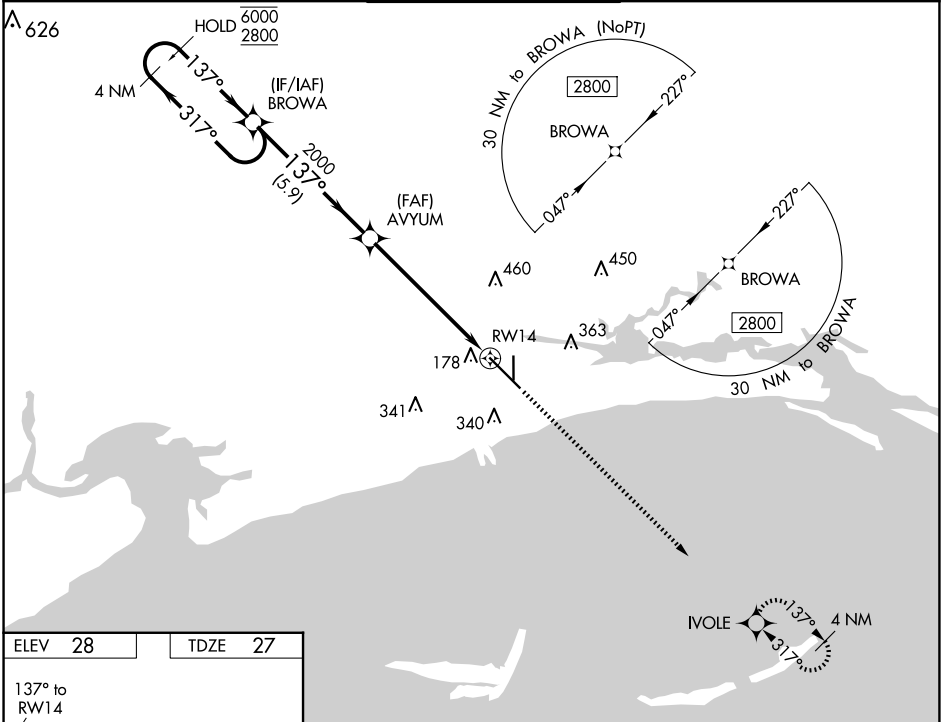 626
HOLD 6000
2800
137°
4 NM
317°
(IF/IAF)
BROWA
2000
137°
(5.9)
(FAF)
AVYUM
30 NM to BROWA (NoPT)
2800
227°
BROWA
047°
227°
BROWA
047°
2800
30 NM to BROWA
460
450
363
RW14
178
341
340
IVOLE
137°
4 NM
317°
ELEV 28
TDZE 27
137° to
RW14